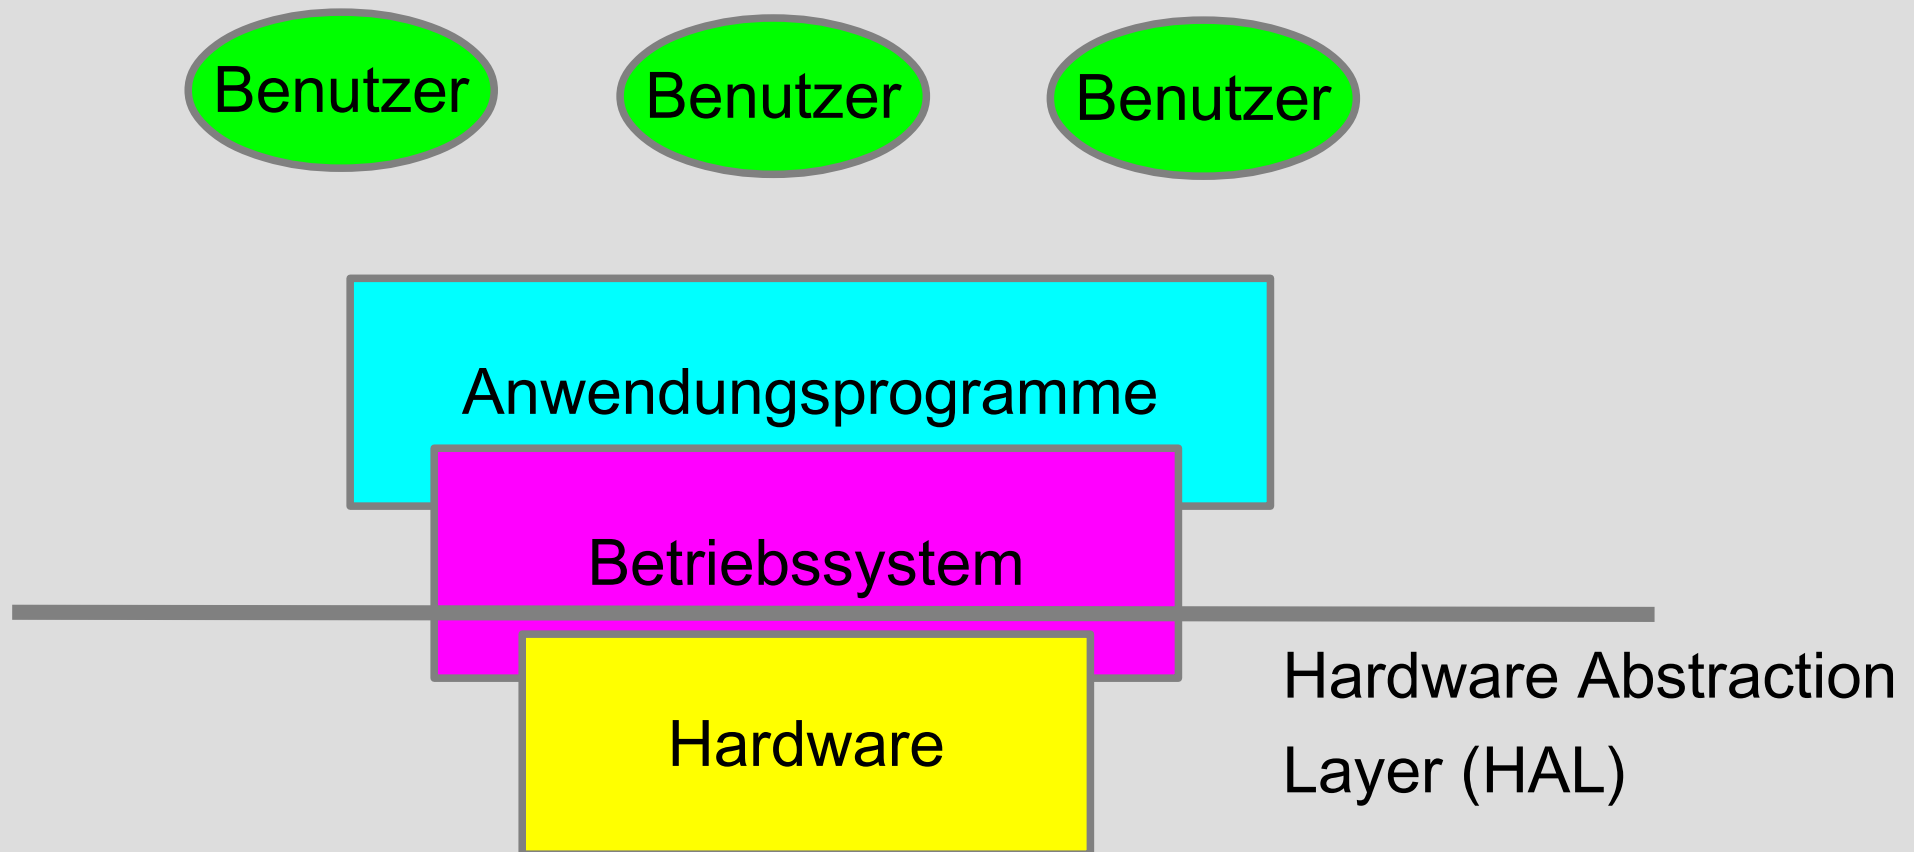 Benutzer
Benutzer
Benutzer
Anwendungsprogramme
Betriebssystem
Hardware
Hardware Abstraction
Layer (HAL)